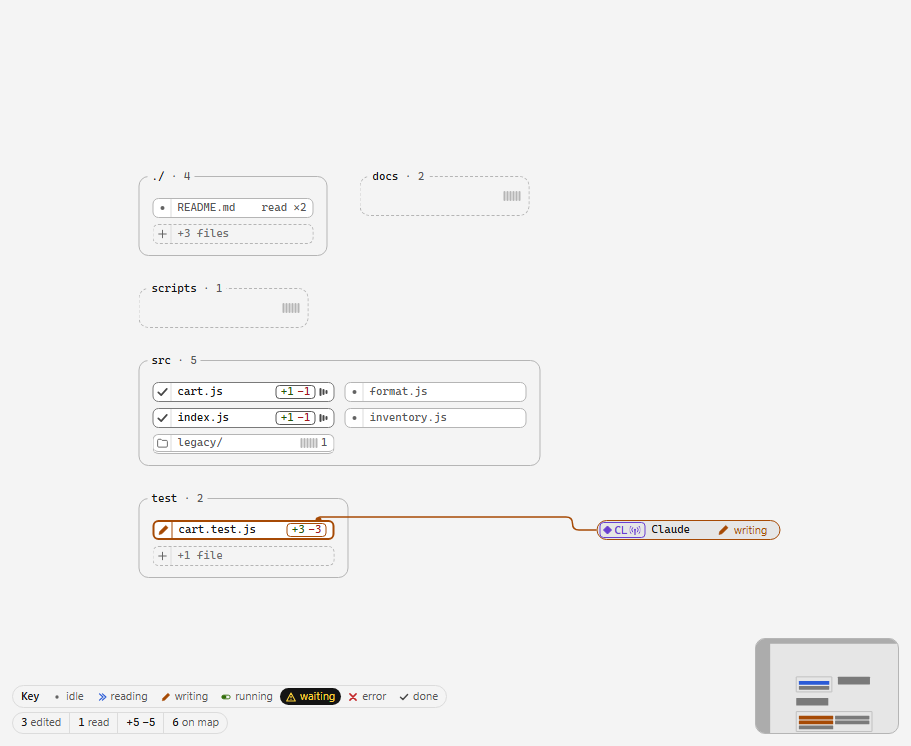 ./ · 4
README.md read ×2
+3 files
docs · 2
scripts · 1
src · 5
cart.js +1 −1
format.js
index.js +1 −1
inventory.js
legacy/ 1
test · 2
cart.test.js +3 −3
+1 file
CL Claude writing
Key idle reading writing running waiting error done
3 edited 1 read +5 −5 6 on map